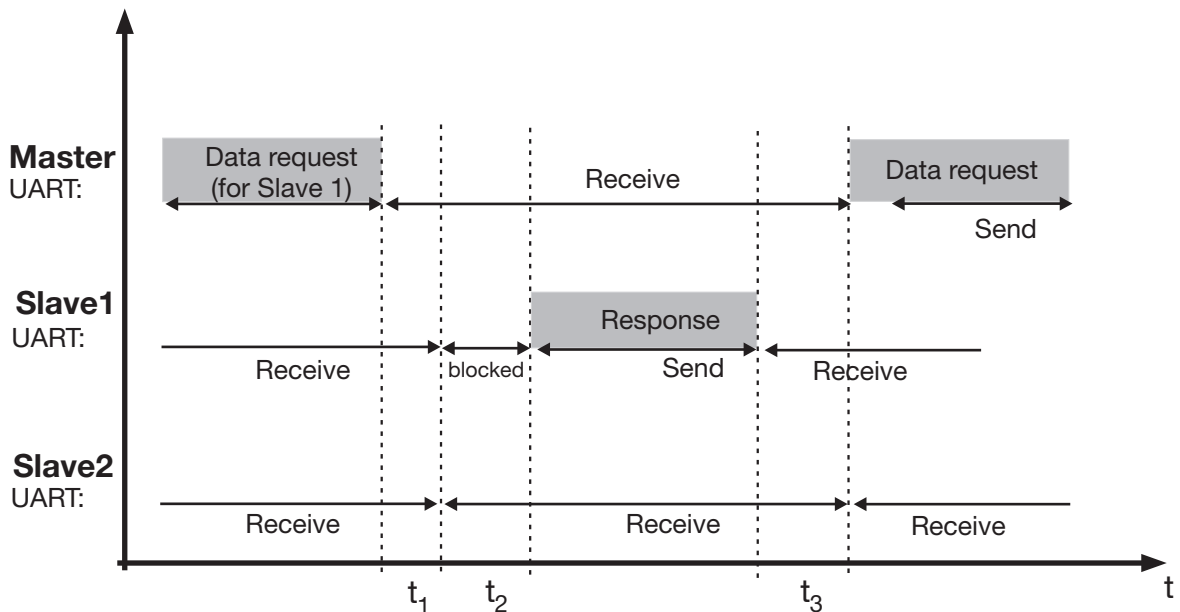 Master
UART:
Data request
(for Slave 1)
Receive
Data request
Send
Slave1
UART:
Response
Receive
blocked
Send
Receive
Slave2
UART:
Receive
Receive
Receive
t1
t2
t3
t